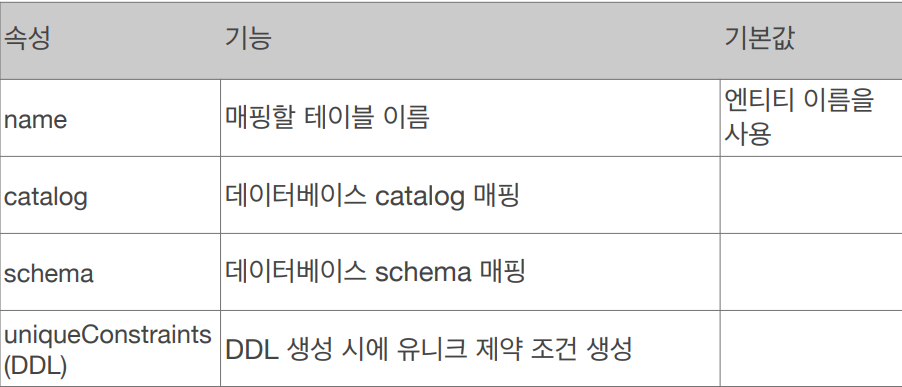 속성 기능 기본값
name 매핑할 테이블 이름 엔티티 이름을
사용
catalog 데이터베이스 catalog 매핑
schema 데이터베이스 schema 매핑
uniqueConstraints
(DDL) DDL 생성 시에 유니크 제약 조건 생성